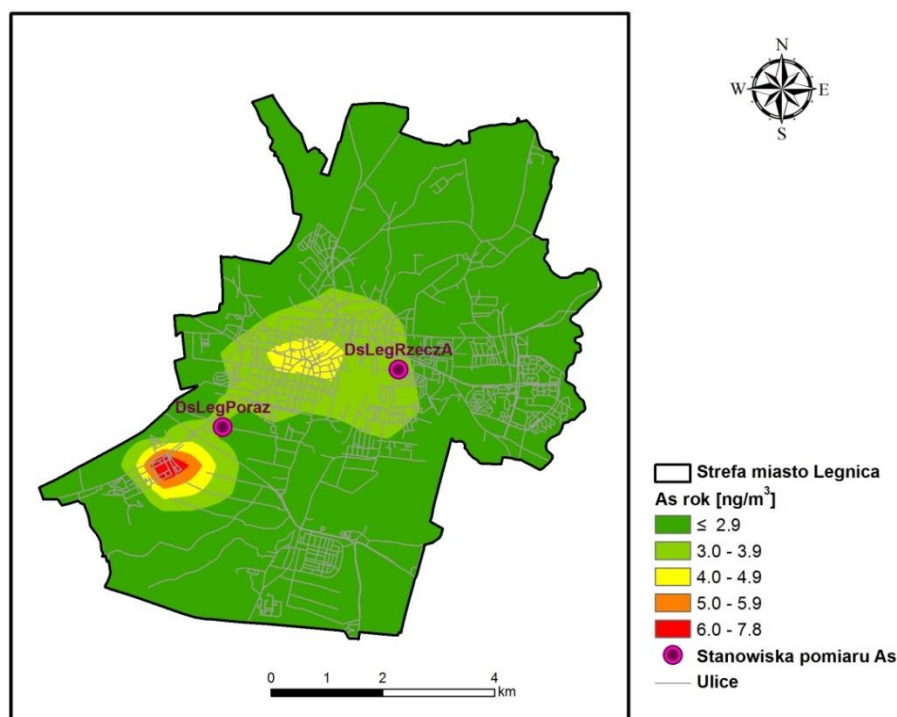 N
W E
S
DsLegRzeczA
DsLegPoraz
Strefa miasto Legnica
As rok [ng/m³]
≤ 2.9
3.0 - 3.9
4.0 - 4.9
5.0 - 5.9
6.0 - 7.8
Stanowiska pomiaru As
Ulice
0 1 2 4
km